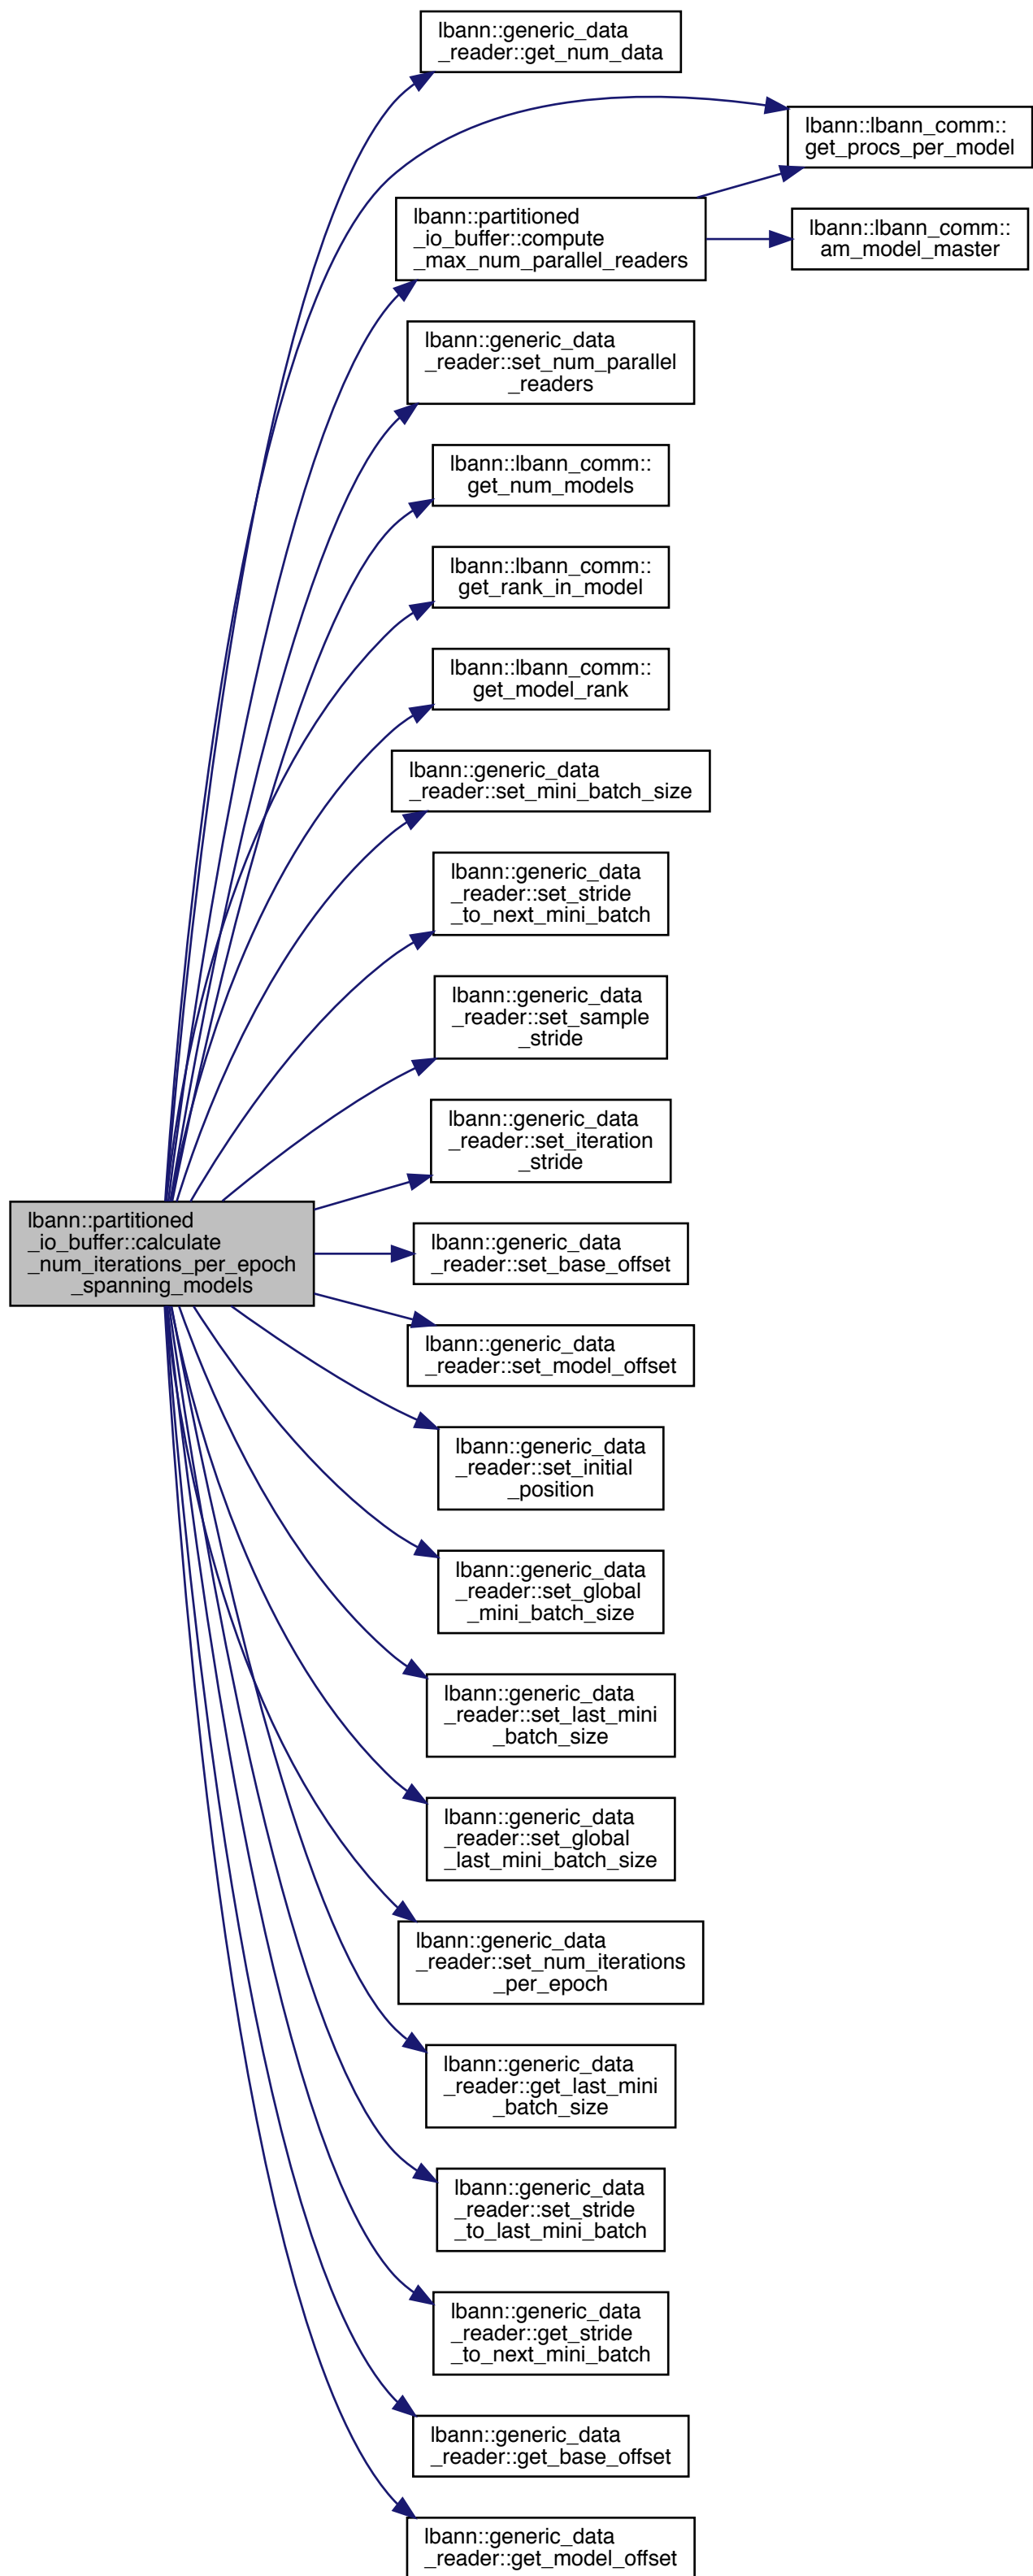 lbann::generic_data
_reader::get_num_data
lbann::lbann_comm::
get_procs_per_model
lbann::partitioned
_io_buffer::compute
_max_num_parallel_readers
lbann::lbann_comm::
am_model_master
lbann::generic_data
_reader::set_num_parallel
_readers
lbann::lbann_comm::
get_num_models
lbann::lbann_comm::
get_rank_in_model
lbann::lbann_comm::
get_model_rank
lbann::generic_data
_reader::set_mini_batch_size
lbann::generic_data
_reader::set_stride
_to_next_mini_batch
lbann::generic_data
_reader::set_sample
_stride
lbann::generic_data
_reader::set_iteration
_stride
lbann::partitioned
_io_buffer::calculate
_num_iterations_per_epoch
_spanning_models
lbann::generic_data
_reader::set_base_offset
lbann::generic_data
_reader::set_model_offset
lbann::generic_data
_reader::set_initial
_position
lbann::generic_data
_reader::set_global
_mini_batch_size
lbann::generic_data
_reader::set_last_mini
_batch_size
lbann::generic_data
_reader::set_global
_last_mini_batch_size
lbann::generic_data
_reader::set_num_iterations
_per_epoch
lbann::generic_data
_reader::get_last_mini
_batch_size
lbann::generic_data
_reader::set_stride
_to_last_mini_batch
lbann::generic_data
_reader::get_stride
_to_next_mini_batch
lbann::generic_data
_reader::get_base_offset
lbann::generic_data
_reader::get_model_offset